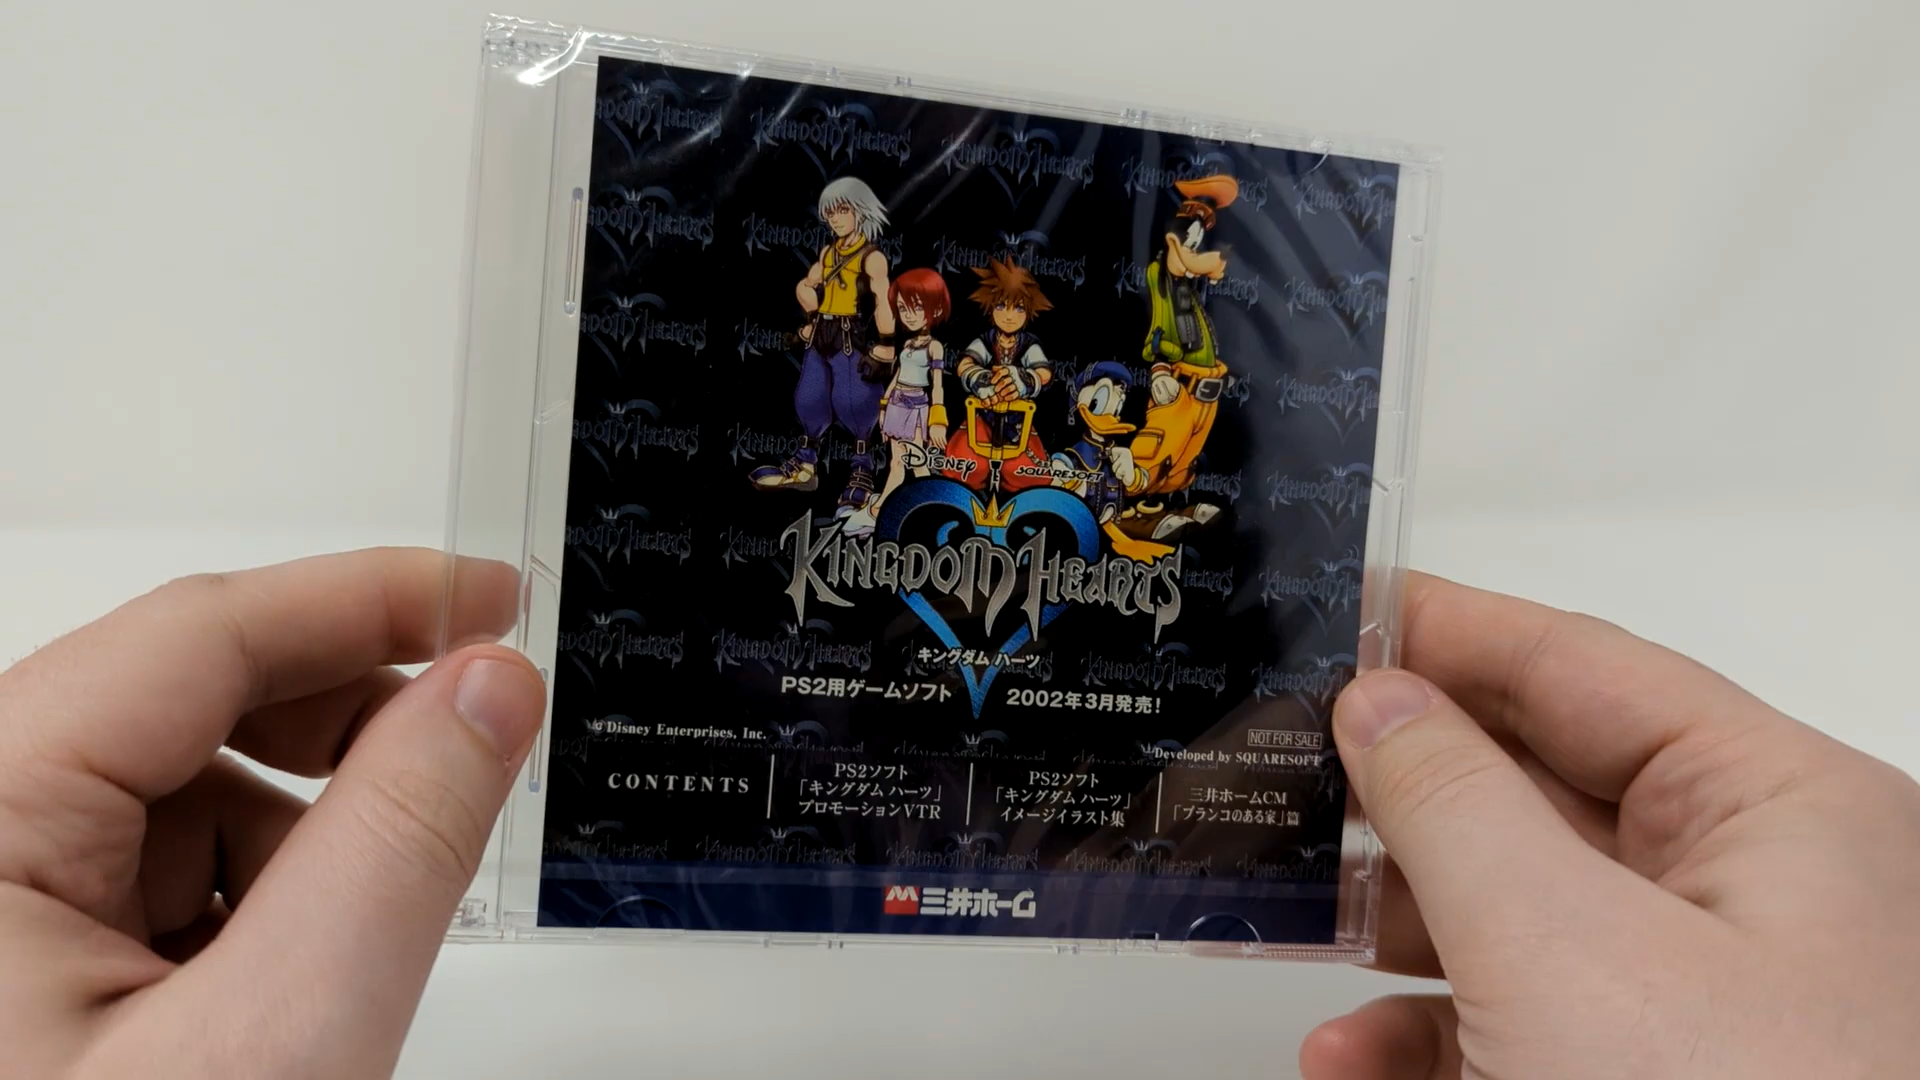 Disney SQUARESOFT
KINGDOM HEARTS
キングダム ハーツ
PS2用ゲームソフト 2002年3月発売!
©Disney Enterprises, Inc.
NOT FOR SALE
Developed by SQUARESOFT
CONTENTS
PS2ソフト
「キングダム ハーツ」
プロモーションVTR
PS2ソフト
「キングダム ハーツ」
イメージイラスト集
三井ホームCM
「ブランコのある家」篇
三井ホーム